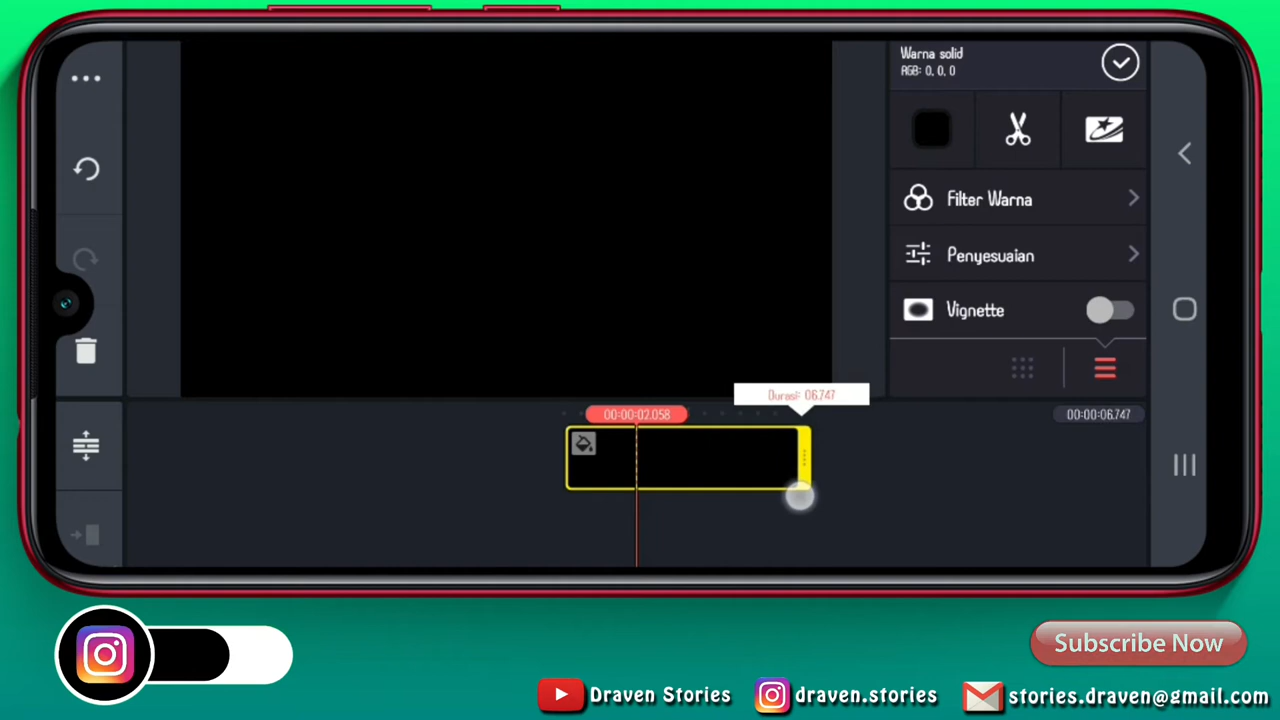 Warna solid
RGB: 0, 0, 0
Filter Warna
Penyesuaian
Vignette
Durasi: 06.747
00:00:02.058
00:00:06.747
Subscribe Now
Draven Stories
draven.stories
stories.draven@gmail.com